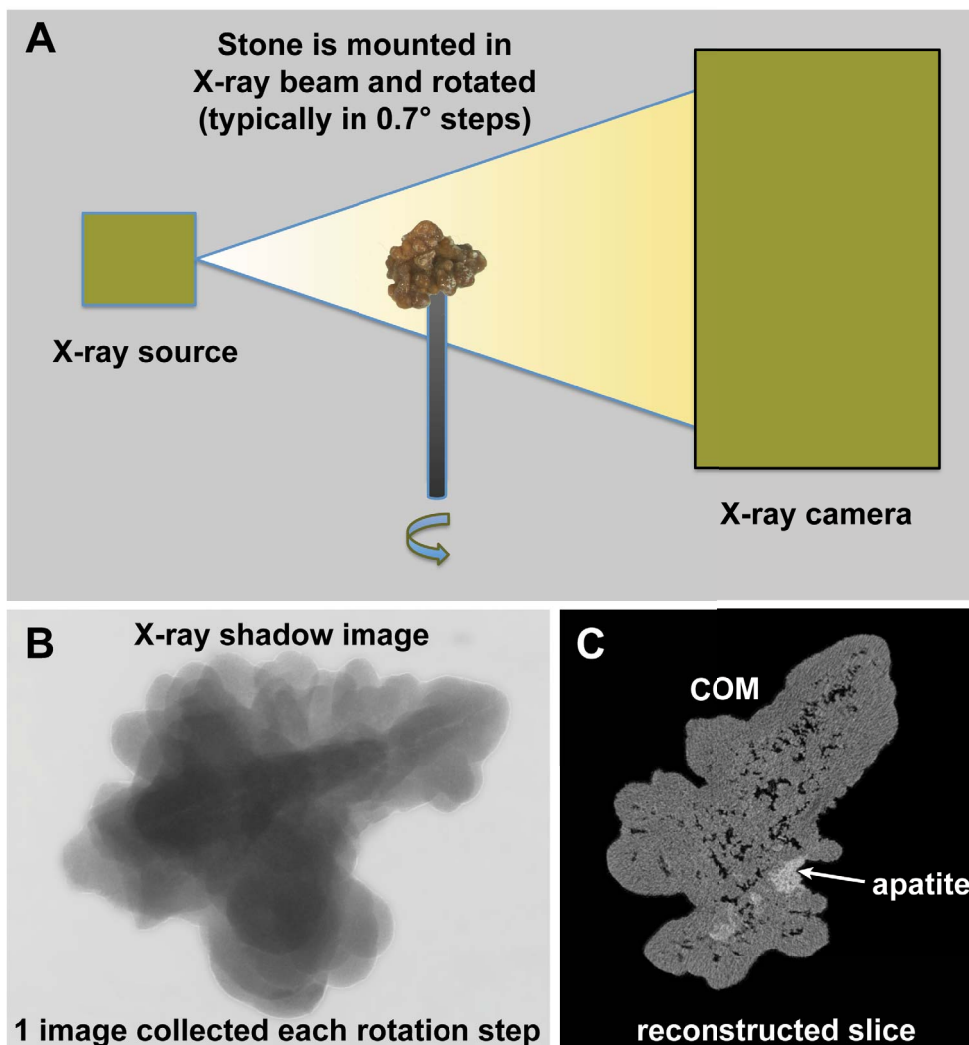 A
Stone is mounted in
X-ray beam and rotated
(typically in 0.7° steps)
X-ray source
X-ray camera
B
X-ray shadow image
1 image collected each rotation step
C
COM
apatite
reconstructed slice